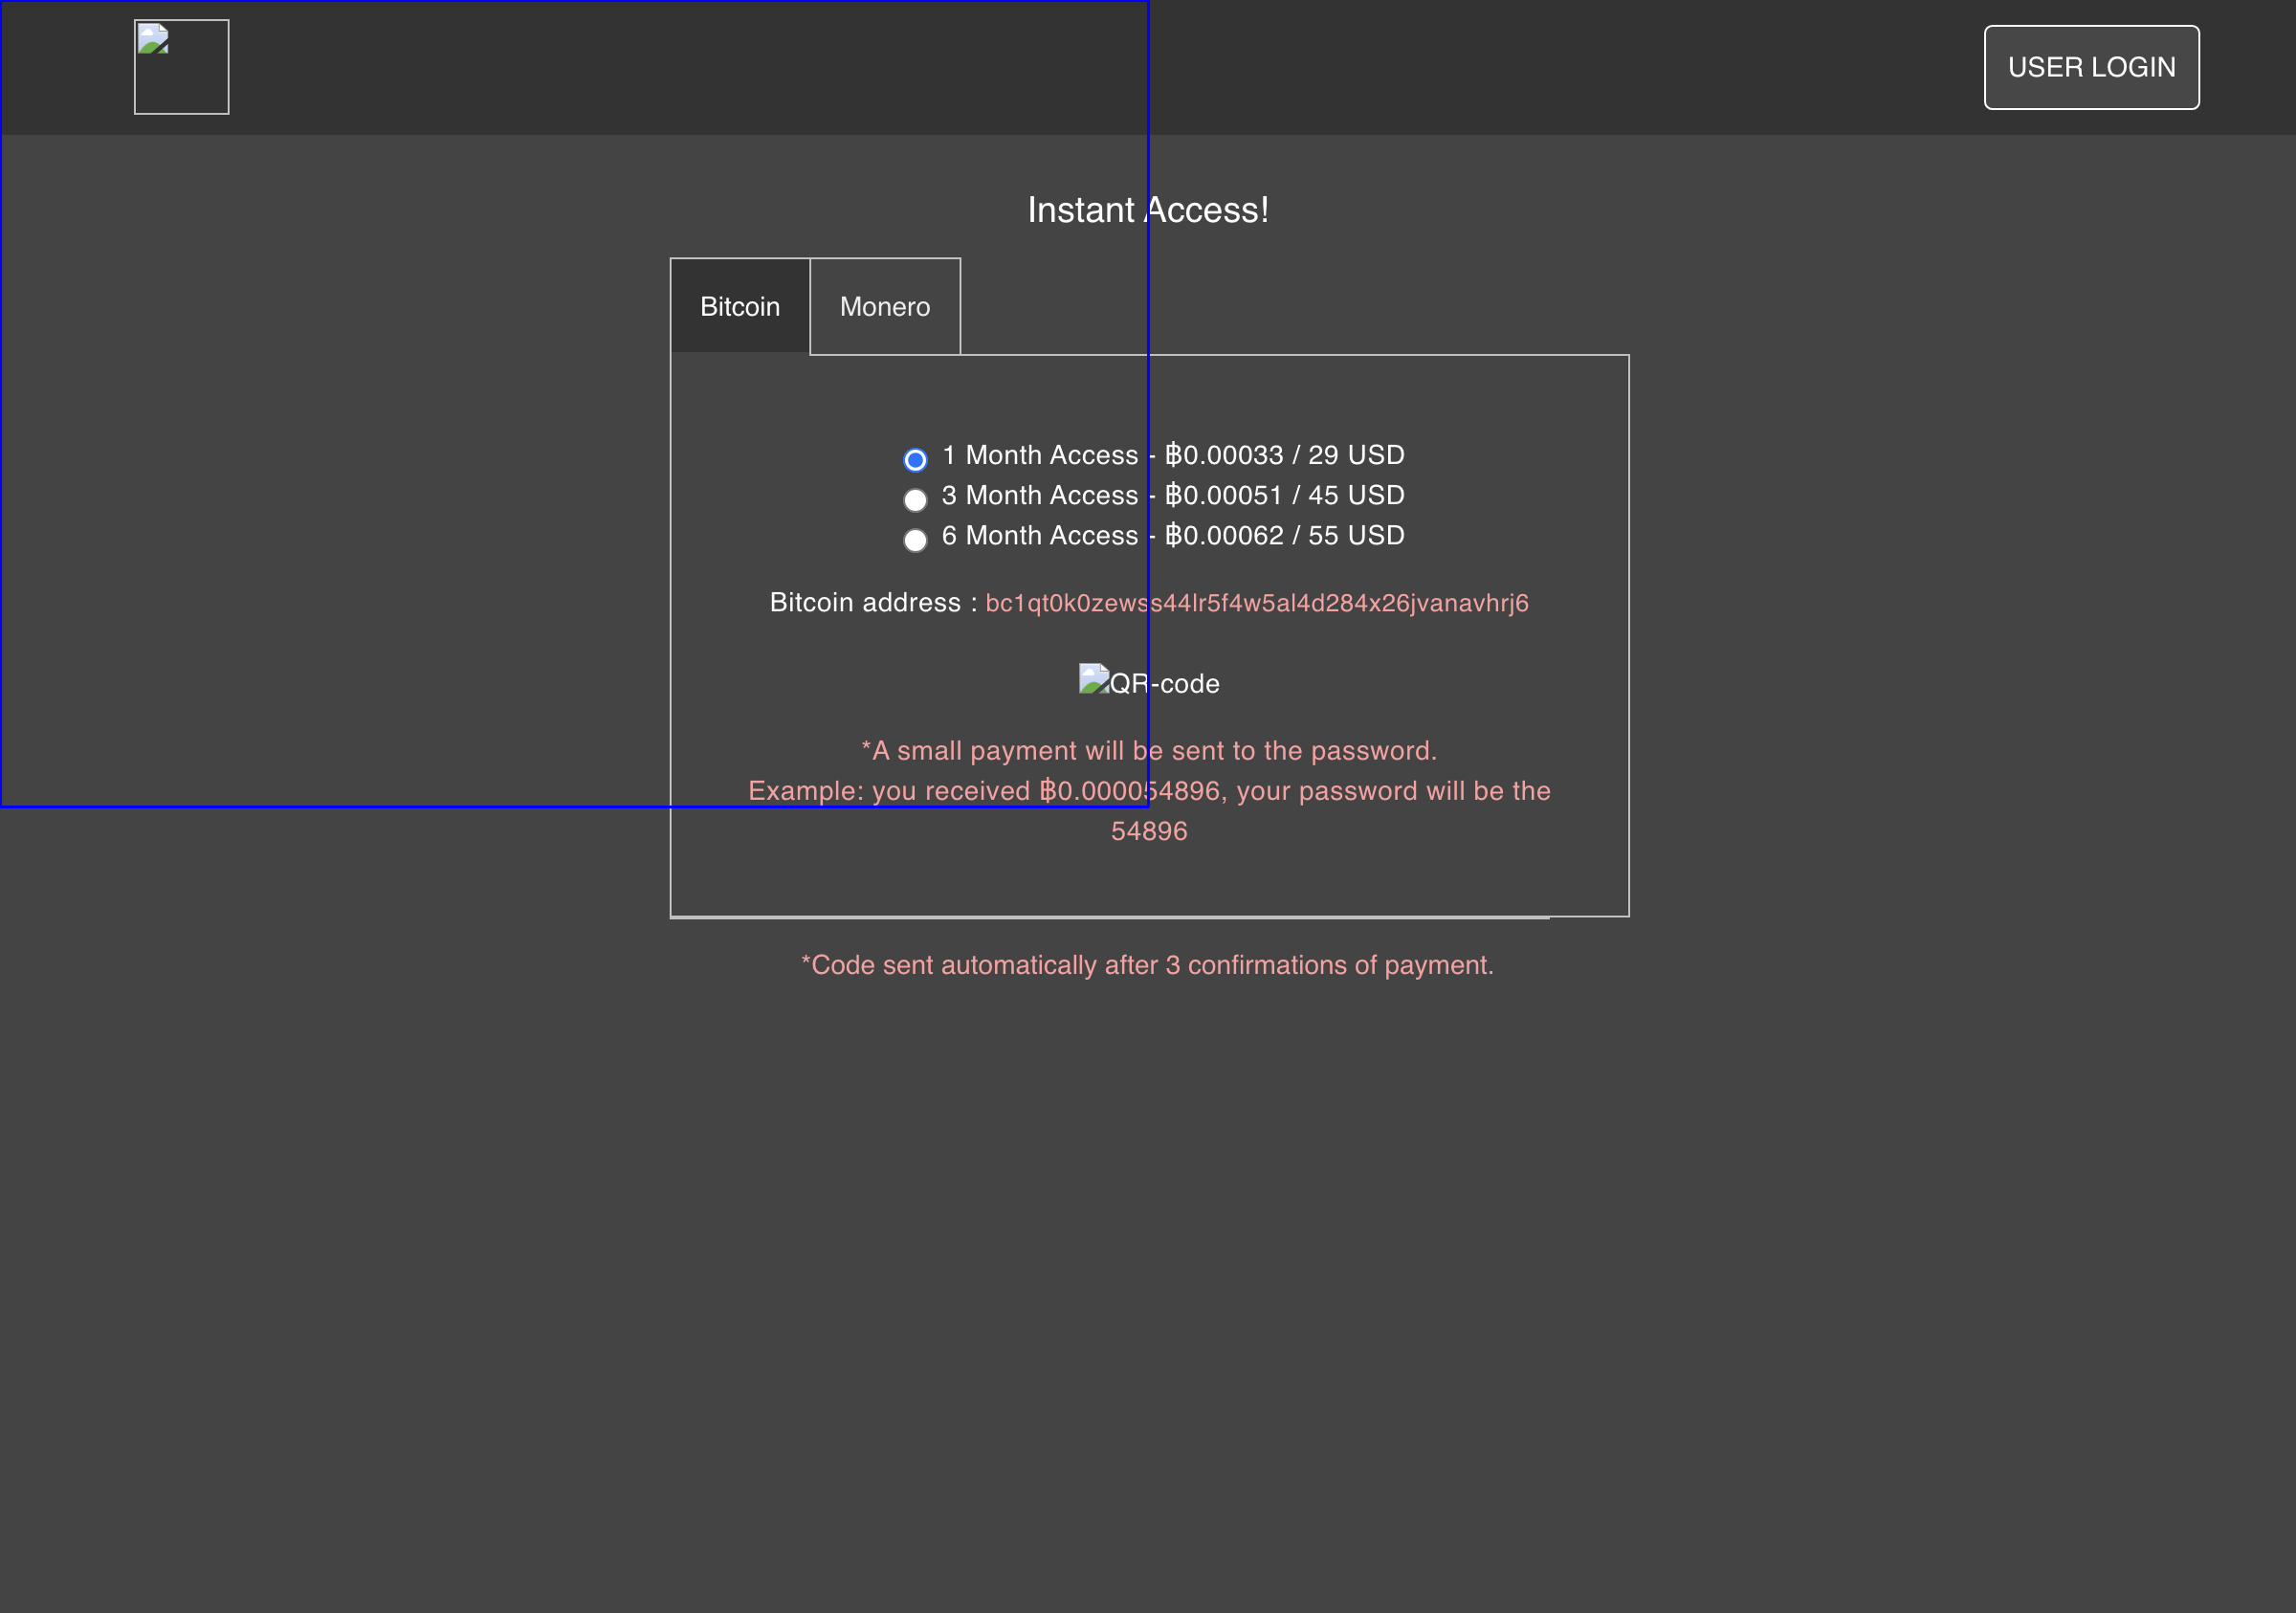 USER LOGIN
Instant Access!
Bitcoin
Monero
1 Month Access - ฿0.00033 / 29 USD
3 Month Access - ฿0.00051 / 45 USD
6 Month Access - ฿0.00062 / 55 USD
Bitcoin address : bc1qt0k0zewss44lr5f4w5al4d284x26jvanavhrj6
QR-code
*A small payment will be sent to the password.
Example: you received ฿0.000054896, your password will be the
54896
*Code sent automatically after 3 confirmations of payment.